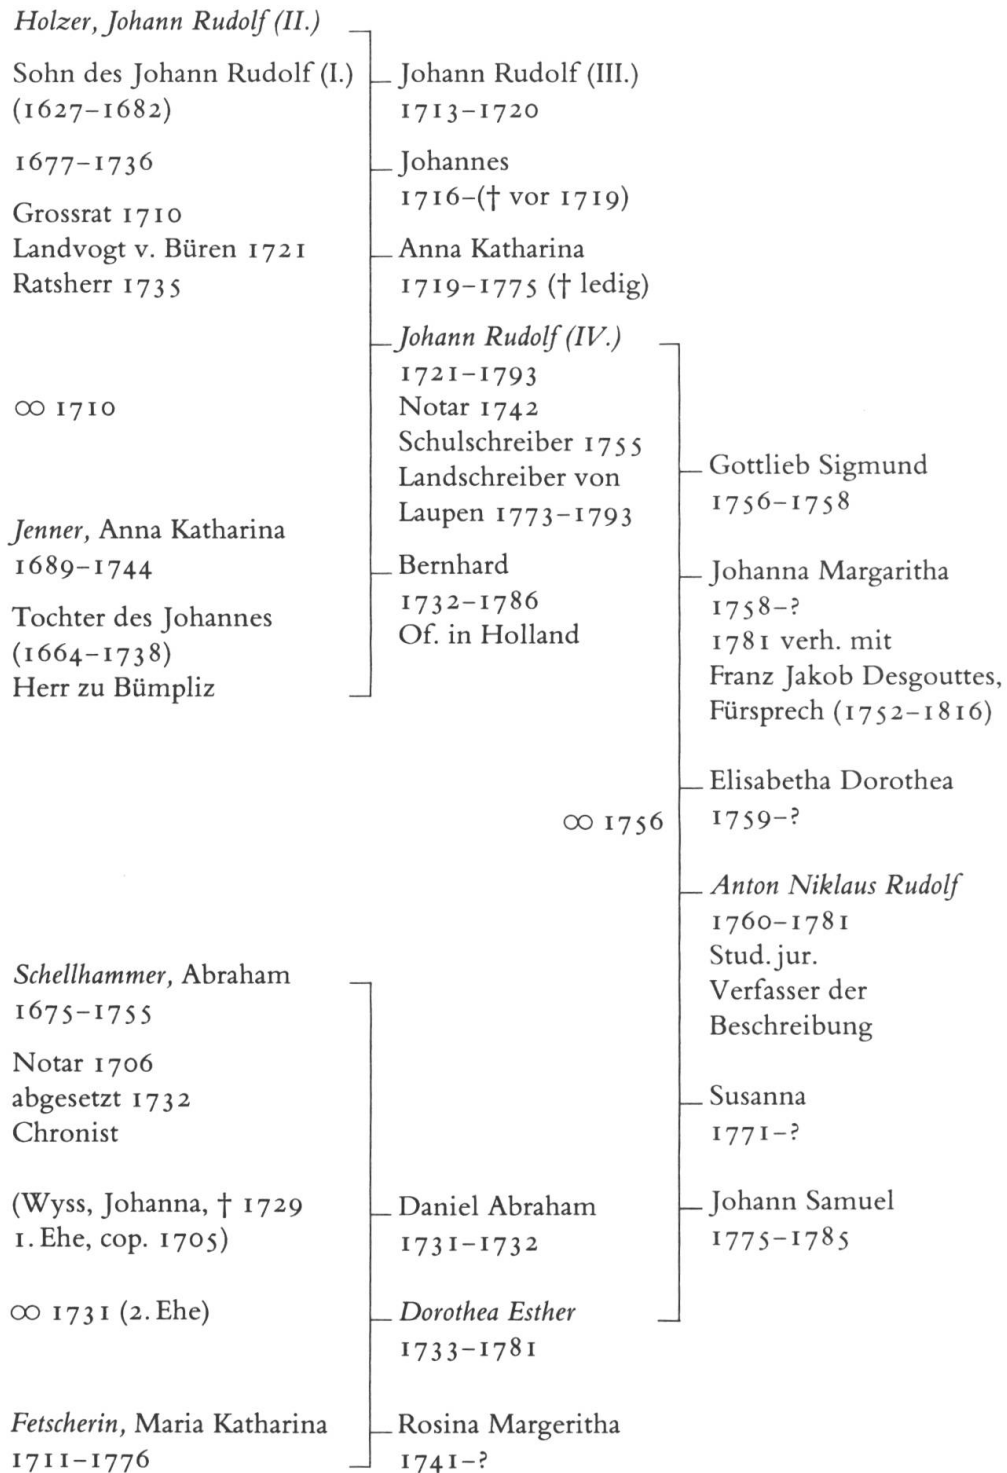 Holzer, Johann Rudolf (II.)
Sohn des Johann Rudolf (I.)
(1627–1682)
1677–1736
Grossrat 1710
Landvogt v. Büren 1721
Ratsherr 1735
∞ 1710
Jenner, Anna Katharina
1689–1744
Tochter des Johannes
(1664–1738)
Herr zu Bümpliz
Johann Rudolf (III.)
1713–1720
Johannes
1716–(† vor 1719)
Anna Katharina
1719–1775 († ledig)
Johann Rudolf (IV.)
1721–1793
Notar 1742
Schulschreiber 1755
Landschreiber von
Laupen 1773–1793
Bernhard
1732–1786
Of. in Holland
Schellhammer, Abraham
1675–1755
Notar 1706
abgesetzt 1732
Chronist
(Wyss, Johanna, † 1729
1. Ehe, cop. 1705)
∞ 1731 (2. Ehe)
Fetscherin, Maria Katharina
1711–1776
Daniel Abraham
1731–1732
Dorothea Esther
1733–1781
Rosina Margeritha
1741–?
∞ 1756
Gottlieb Sigmund
1756–1758
Johanna Margaritha
1758–?
1781 verh. mit
Franz Jakob Desgouttes,
Fürsprech (1752–1816)
Elisabetha Dorothea
1759–?
Anton Niklaus Rudolf
1760–1781
Stud. jur.
Verfasser der
Beschreibung
Susanna
1771–?
Johann Samuel
1775–1785